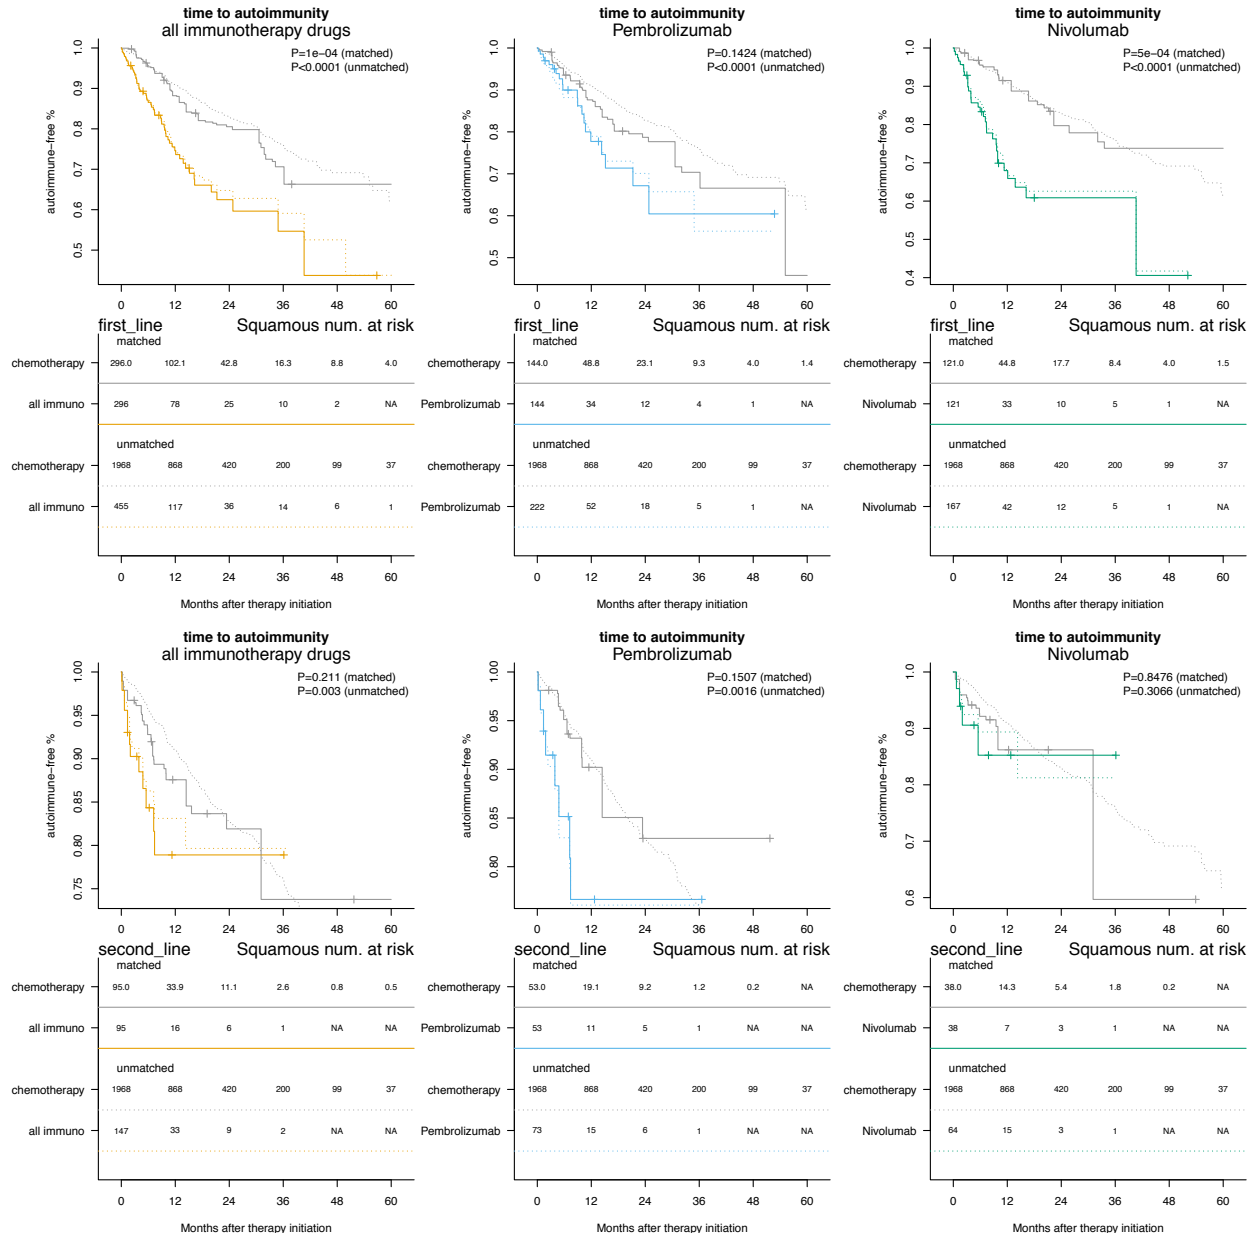 time to autoimmunity
all immunotherapy drugs
P=1e−04 (matched)
P<0.0001 (unmatched)
autoimmune−free %
1.0
0.9
0.8
0.7
0.6
0.5
0 12 24 36 48 60
first_line Squamous num. at risk
matched
chemotherapy 296.0 102.1 42.8 16.3 8.8 4.0
all immuno 296 78 25 10 2 NA
unmatched
chemotherapy 1968 868 420 200 99 37
all immuno 455 117 36 14 6 1
0 12 24 36 48 60
Months after therapy initiation
time to autoimmunity
Pembrolizumab
P=0.1424 (matched)
P<0.0001 (unmatched)
autoimmune−free %
1.0
0.9
0.8
0.7
0.6
0.5
0 12 24 36 48 60
first_line Squamous num. at risk
matched
chemotherapy 144.0 48.8 23.1 9.3 4.0 1.4
Pembrolizumab 144 34 12 4 1 NA
unmatched
chemotherapy 1968 868 420 200 99 37
Pembrolizumab 222 52 18 5 1 NA
0 12 24 36 48 60
Months after therapy initiation
time to autoimmunity
Nivolumab
P=5e−04 (matched)
P<0.0001 (unmatched)
autoimmune−free %
1.0
0.9
0.8
0.7
0.6
0.5
0.4
0 12 24 36 48 60
first_line Squamous num. at risk
matched
chemotherapy 121.0 44.8 17.7 8.4 4.0 1.5
Nivolumab 121 33 10 5 1 NA
unmatched
chemotherapy 1968 868 420 200 99 37
Nivolumab 167 42 12 5 1 NA
0 12 24 36 48 60
Months after therapy initiation
time to autoimmunity
all immunotherapy drugs
P=0.211 (matched)
P=0.003 (unmatched)
autoimmune−free %
1.00
0.95
0.90
0.85
0.80
0.75
0 12 24 36 48 60
second_line Squamous num. at risk
matched
chemotherapy 95.0 33.9 11.1 2.6 0.8 0.5
all immuno 95 16 6 1 NA NA
unmatched
chemotherapy 1968 868 420 200 99 37
all immuno 147 33 9 2 NA NA
0 12 24 36 48 60
Months after therapy initiation
time to autoimmunity
Pembrolizumab
P=0.1507 (matched)
P=0.0016 (unmatched)
autoimmune−free %
1.00
0.95
0.90
0.85
0.80
0 12 24 36 48 60
second_line Squamous num. at risk
matched
chemotherapy 53.0 19.1 9.2 1.2 0.2 NA
Pembrolizumab 53 11 5 1 NA NA
unmatched
chemotherapy 1968 868 420 200 99 37
Pembrolizumab 73 15 6 1 NA NA
0 12 24 36 48 60
Months after therapy initiation
time to autoimmunity
Nivolumab
P=0.8476 (matched)
P=0.3066 (unmatched)
autoimmune−free %
1.0
0.9
0.8
0.7
0.6
0 12 24 36 48 60
second_line Squamous num. at risk
matched
chemotherapy 38.0 14.3 5.4 1.8 0.2 NA
Nivolumab 38 7 3 1 NA NA
unmatched
chemotherapy 1968 868 420 200 99 37
Nivolumab 64 15 3 1 NA NA
0 12 24 36 48 60
Months after therapy initiation